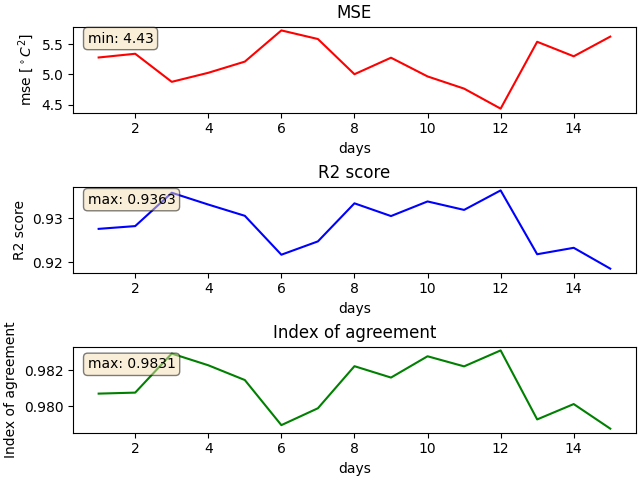 MSE
min: 4.43
mse [°C²]
5.5
5.0
4.5
2 4 6 8 10 12 14
days
R2 score
max: 0.9363
R2 score
0.93
0.92
2 4 6 8 10 12 14
days
Index of agreement
max: 0.9831
Index of agreement
0.982
0.980
2 4 6 8 10 12 14
days